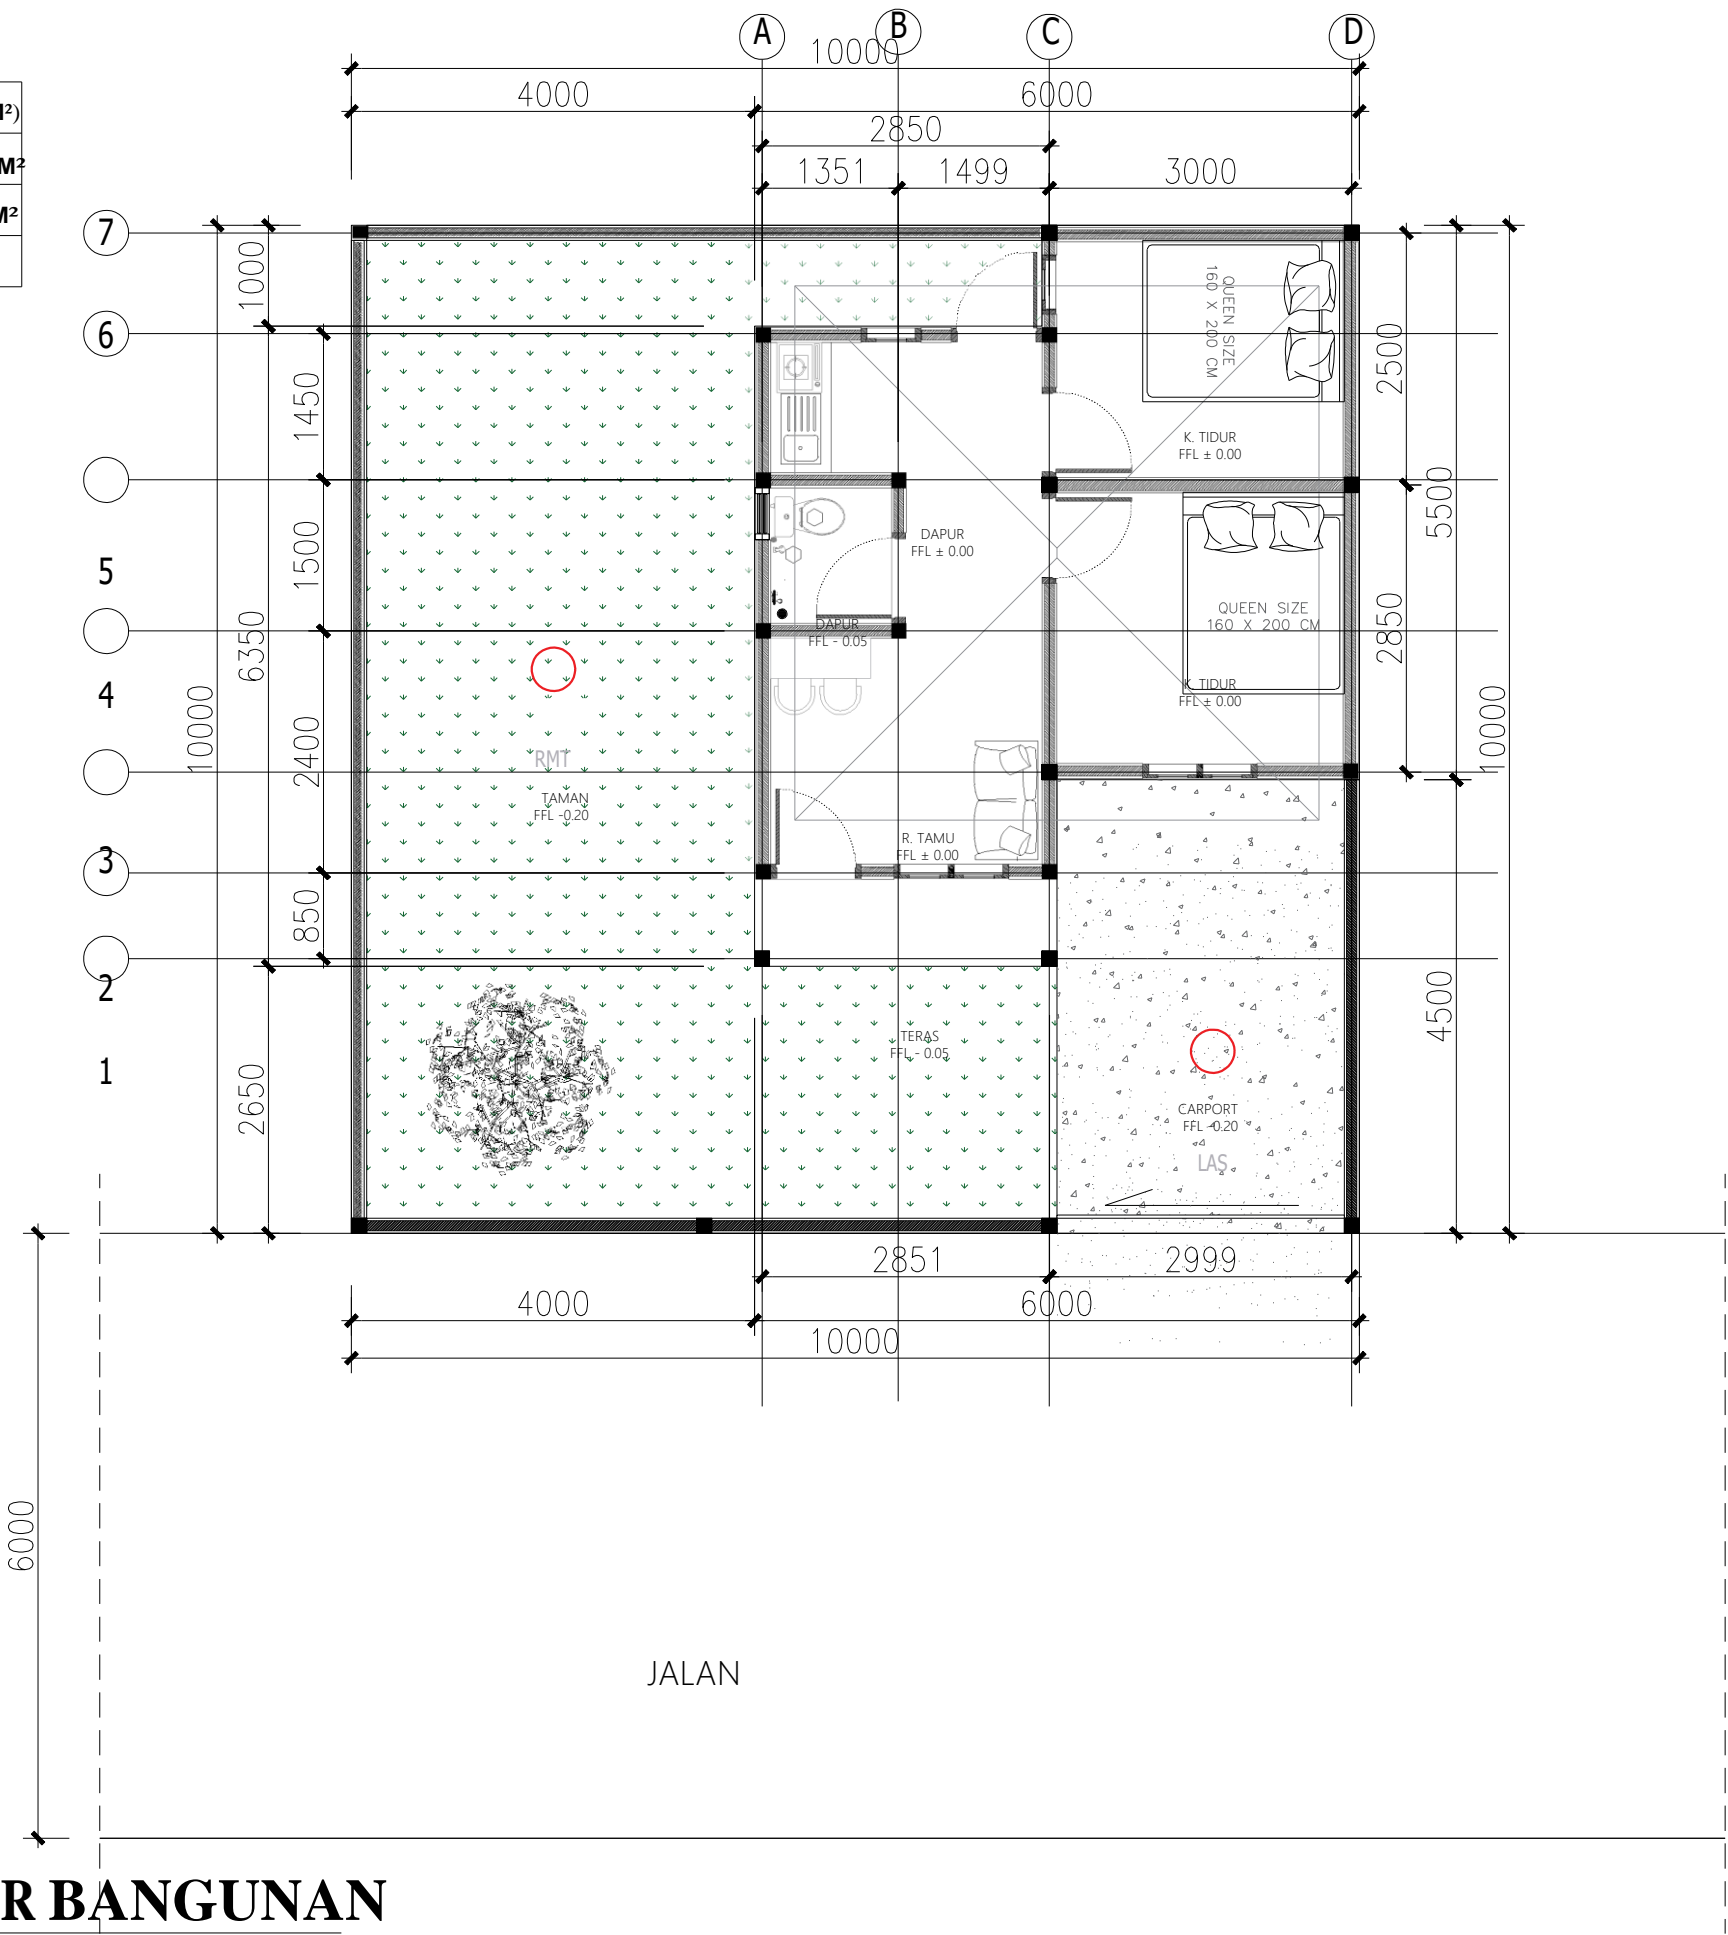 A
B
C
D
10000
4000
6000
2850
1351
1499
3000
M²
M²
7
6
5
4
3
2
1
1000
1450
1500
6350
10000
2400
850
2650
2500
5500
2850
10000
4500
QUEEN SIZE
160 X 200 CM
K. TIDUR
FFL ± 0.00
DAPUR
FFL ± 0.00
DAPUR
FFL - 0.05
QUEEN SIZE
160 X 200 CM
K. TIDUR
FFL ± 0.00
RMT
TAMAN
FFL -0.20
R. TAMU
FFL ± 0.00
TERAS
FFL - 0.05
CARPORT
FFL -0.20
LAS
2851
2999
4000
6000
10000
6000
JALAN
R BANGUNAN